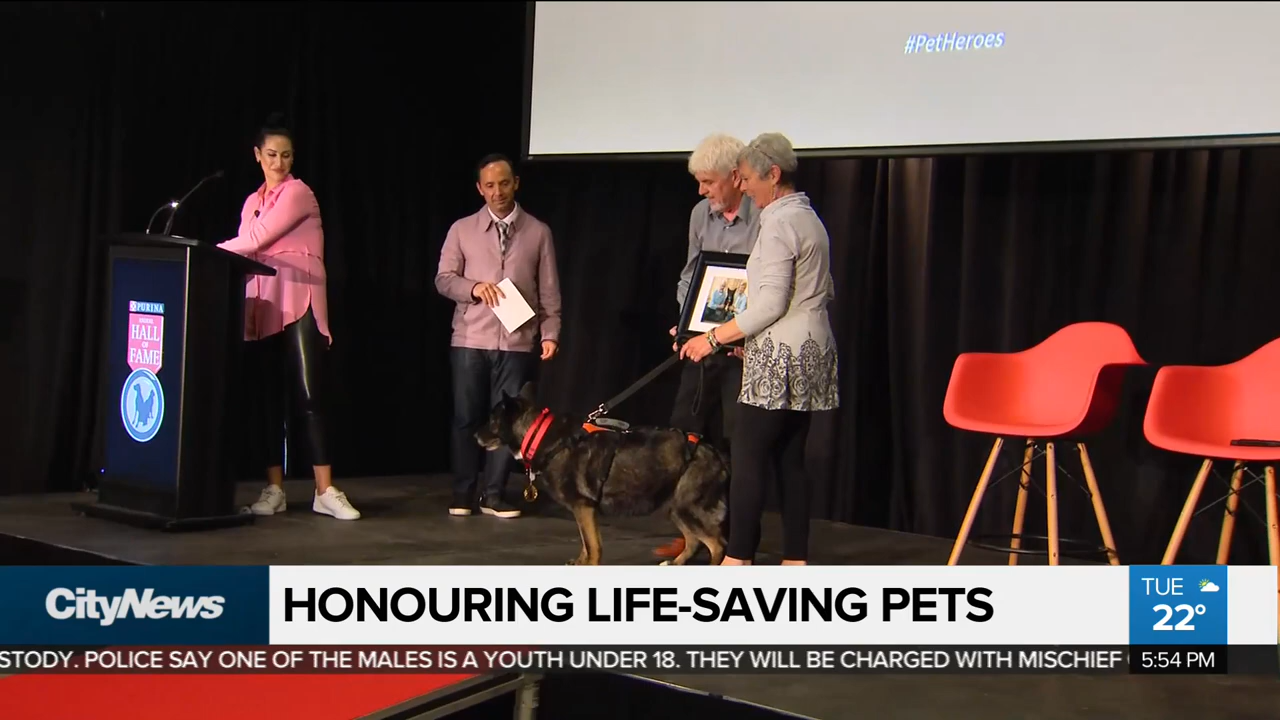 #PetHeroes
PURINA
HALL
OF
FAME
CityNews
HONOURING LIFE-SAVING PETS
TUE
22°
STODY. POLICE SAY ONE OF THE MALES IS A YOUTH UNDER 18. THEY WILL BE CHARGED WITH MISCHIEF
5:54 PM